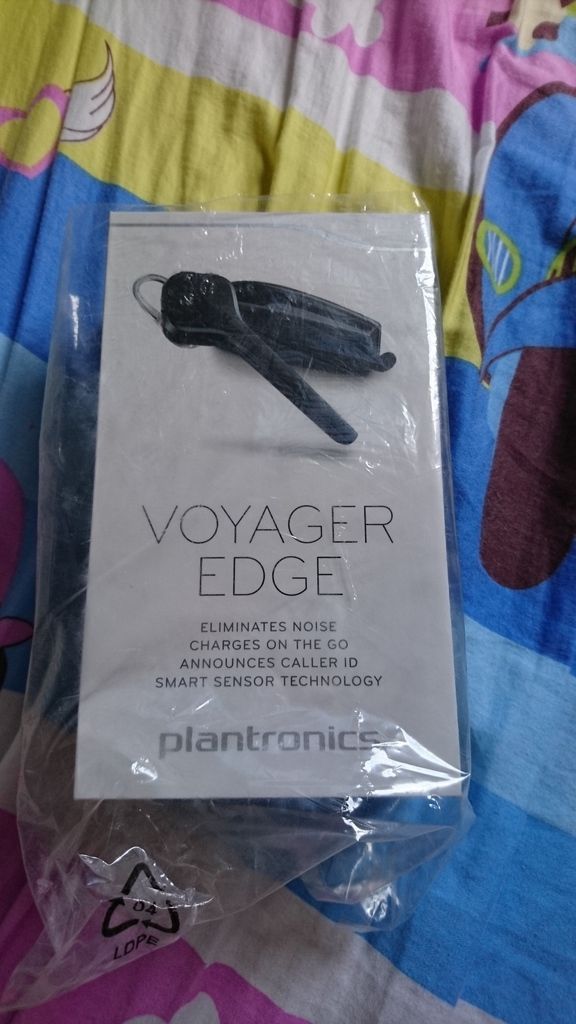 VOYAGER
EDGE
ELIMINATES NOISE
CHARGES ON THE GO
ANNOUNCES CALLER ID
SMART SENSOR TECHNOLOGY
plantronics
04
LDPE